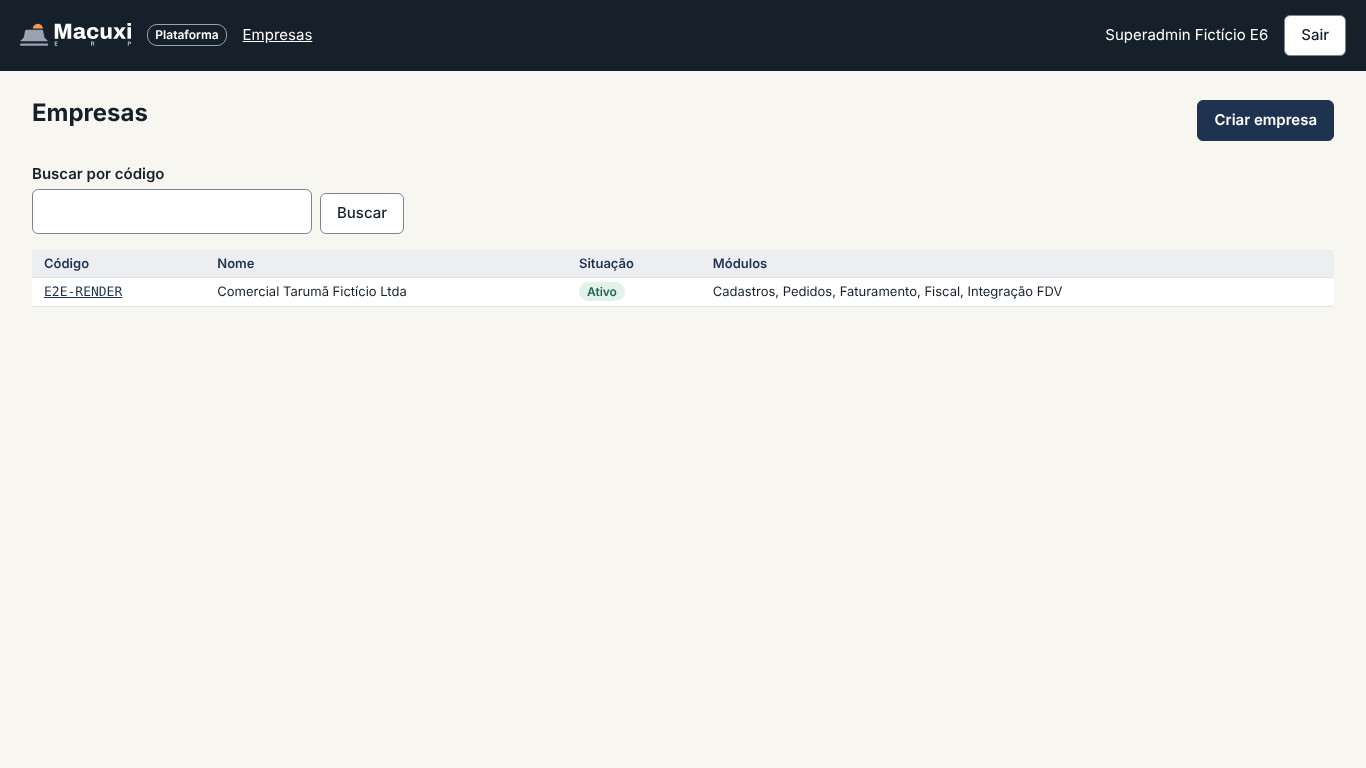 Macuxi
E R P
Plataforma
Empresas
Superadmin Fictício E6
Sair
Empresas
Criar empresa
Buscar por código
Buscar
Código Nome Situação Módulos
E2E-RENDER Comercial Tarumã Fictício Ltda Ativo Cadastros, Pedidos, Faturamento, Fiscal, Integração FDV